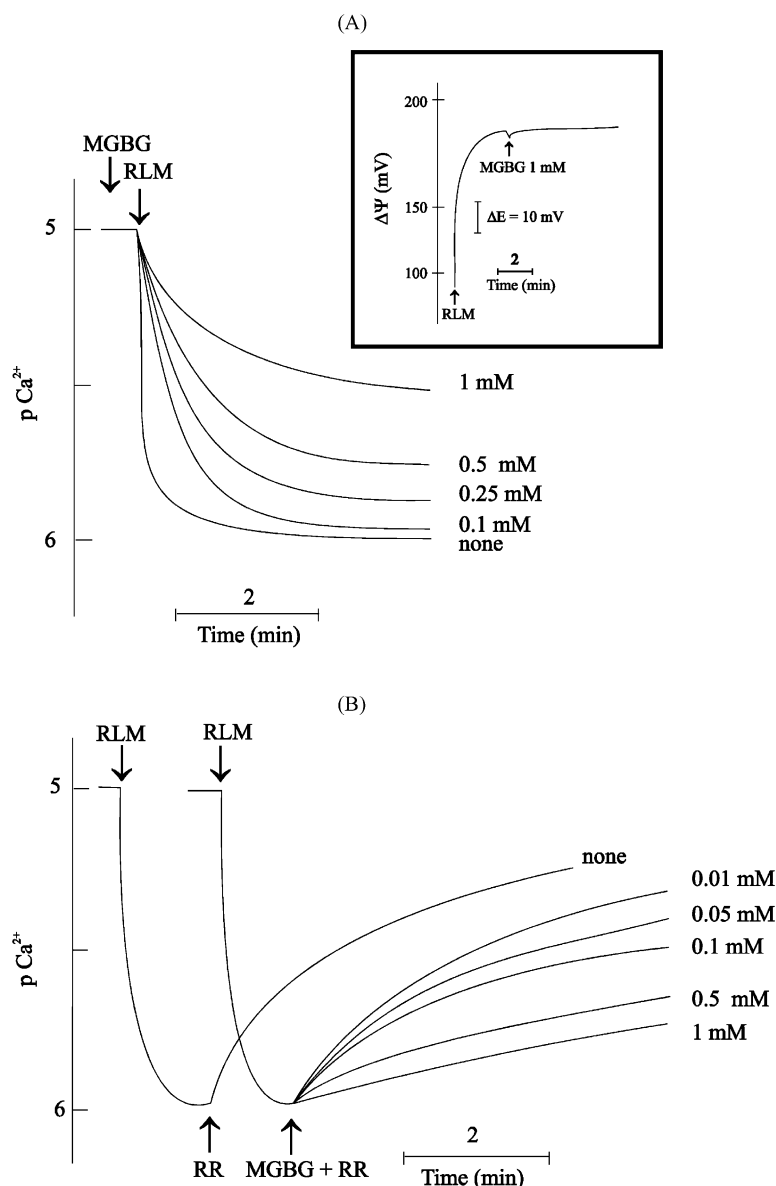 (A)
MGBG
RLM
5
p Ca²⁺
6
1 mM
0.5 mM
0.25 mM
0.1 mM
none
2
Time (min)
200
150
100
ΔΨ (mV)
MGBG 1 mM
ΔE = 10 mV
2
Time (min)
RLM
(B)
RLM
RLM
5
p Ca²⁺
6
none
0.01 mM
0.05 mM
0.1 mM
0.5 mM
1 mM
RR
MGBG + RR
2
Time (min)